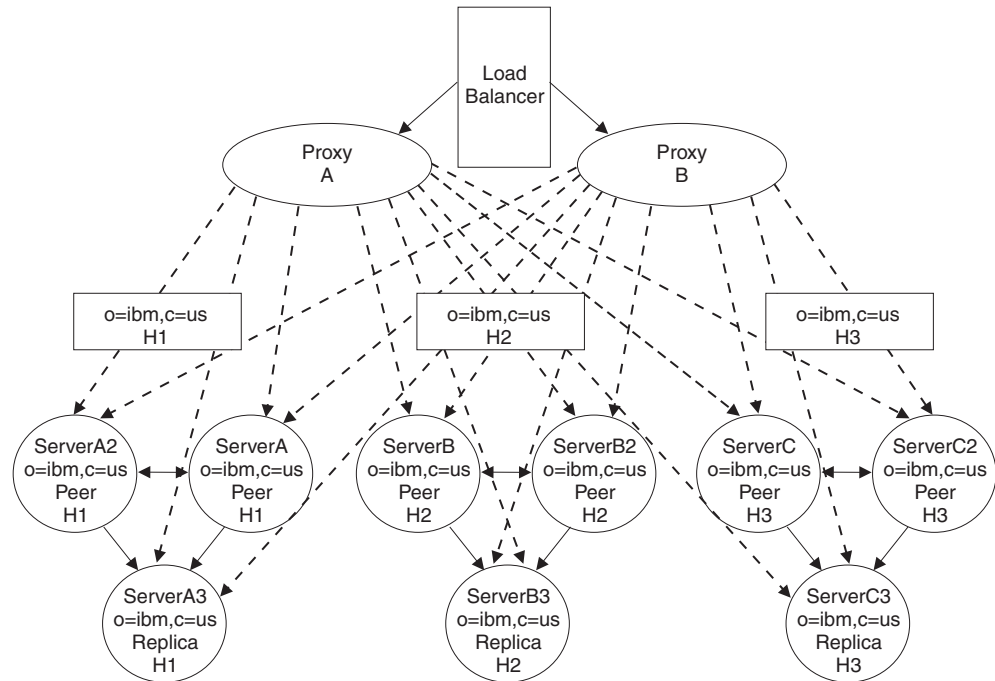 Load
Balancer
Proxy
A
Proxy
B
o=ibm,c=us
H1
o=ibm,c=us
H2
o=ibm,c=us
H3
ServerA2
o=ibm,c=us
Peer
H1
ServerA
o=ibm,c=us
Peer
H1
ServerB
o=ibm,c=us
Peer
H2
ServerB2
o=ibm,c=us
Peer
H2
ServerC
o=ibm,c=us
Peer
H3
ServerC2
o=ibm,c=us
Peer
H3
ServerA3
o=ibm,c=us
Replica
H1
ServerB3
o=ibm,c=us
Replica
H2
ServerC3
o=ibm,c=us
Replica
H3